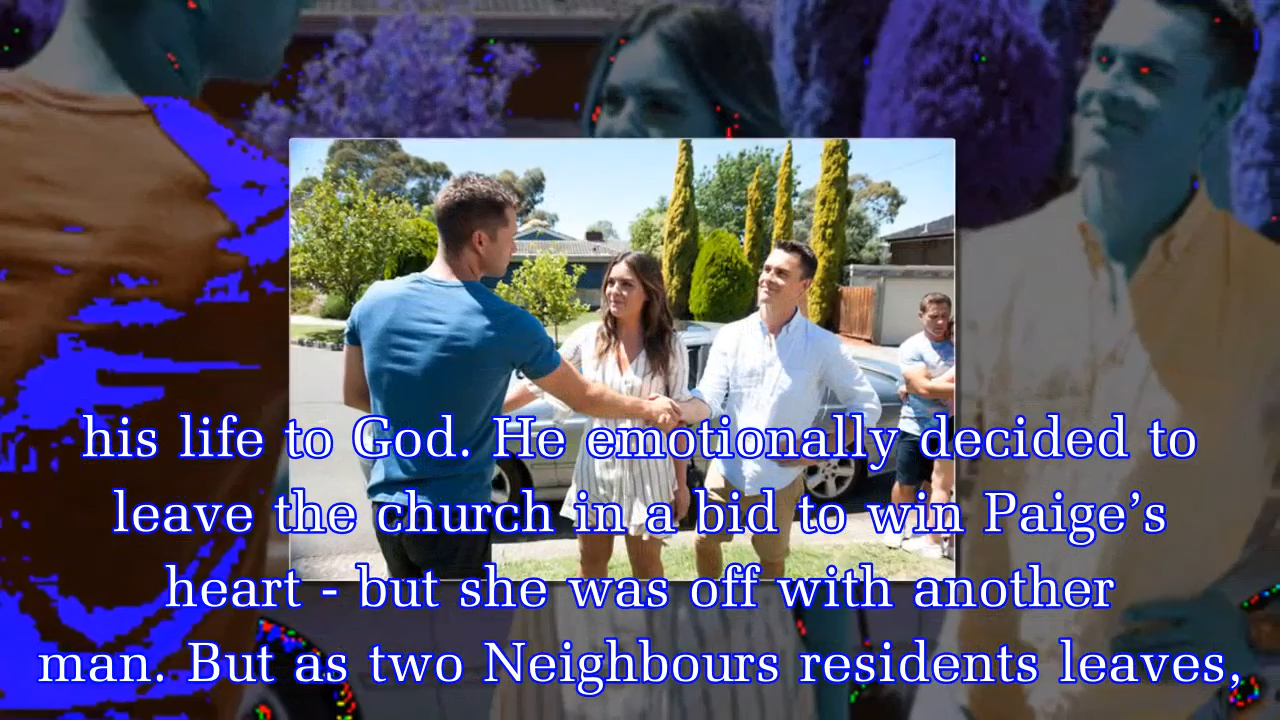 his life to God. He emotionally decided to
leave the church in a bid to win Paige’s
heart - but she was off with another
man. But as two Neighbours residents leaves,